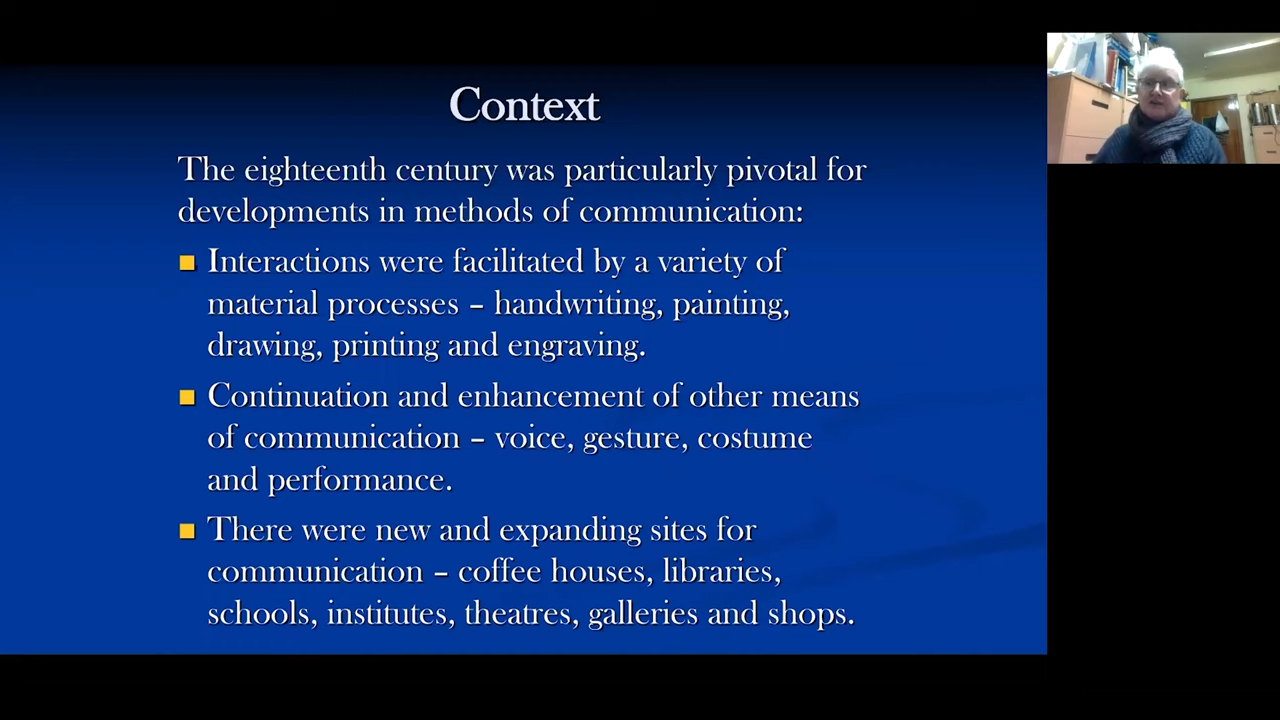 Context
The eighteenth century was particularly pivotal for
developments in methods of communication:
Interactions were facilitated by a variety of
material processes – handwriting, painting,
drawing, printing and engraving.
Continuation and enhancement of other means
of communication – voice, gesture, costume
and performance.
There were new and expanding sites for
communication – coffee houses, libraries,
schools, institutes, theatres, galleries and shops.